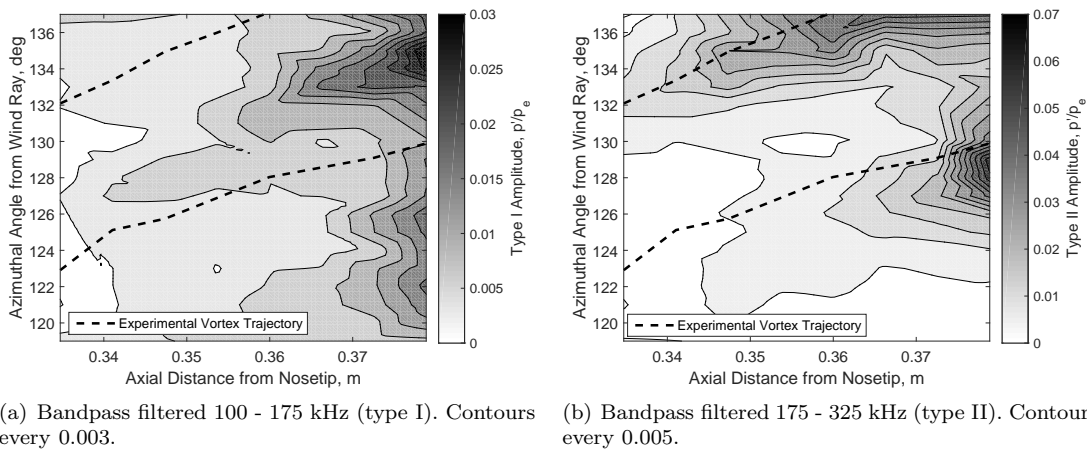 136
134
132
130
128
126
124
122
120
Azimuthal Angle from Wind Ray, deg
Experimental Vortex Trajectory
0.34 0.35 0.36 0.37
Axial Distance from Nosetip, m
0.03
0.025
0.02
0.015
0.01
0.005
0
Type I Amplitude, p'/pe
(a) Bandpass filtered 100 - 175 kHz (type I). Contours
every 0.003.
136
134
132
130
128
126
124
122
120
Azimuthal Angle from Wind Ray, deg
Experimental Vortex Trajectory
0.34 0.35 0.36 0.37
Axial Distance from Nosetip, m
0.07
0.06
0.05
0.04
0.03
0.02
0.01
0
Type II Amplitude, p'/pe
(b) Bandpass filtered 175 - 325 kHz (type II). Contour
every 0.005.